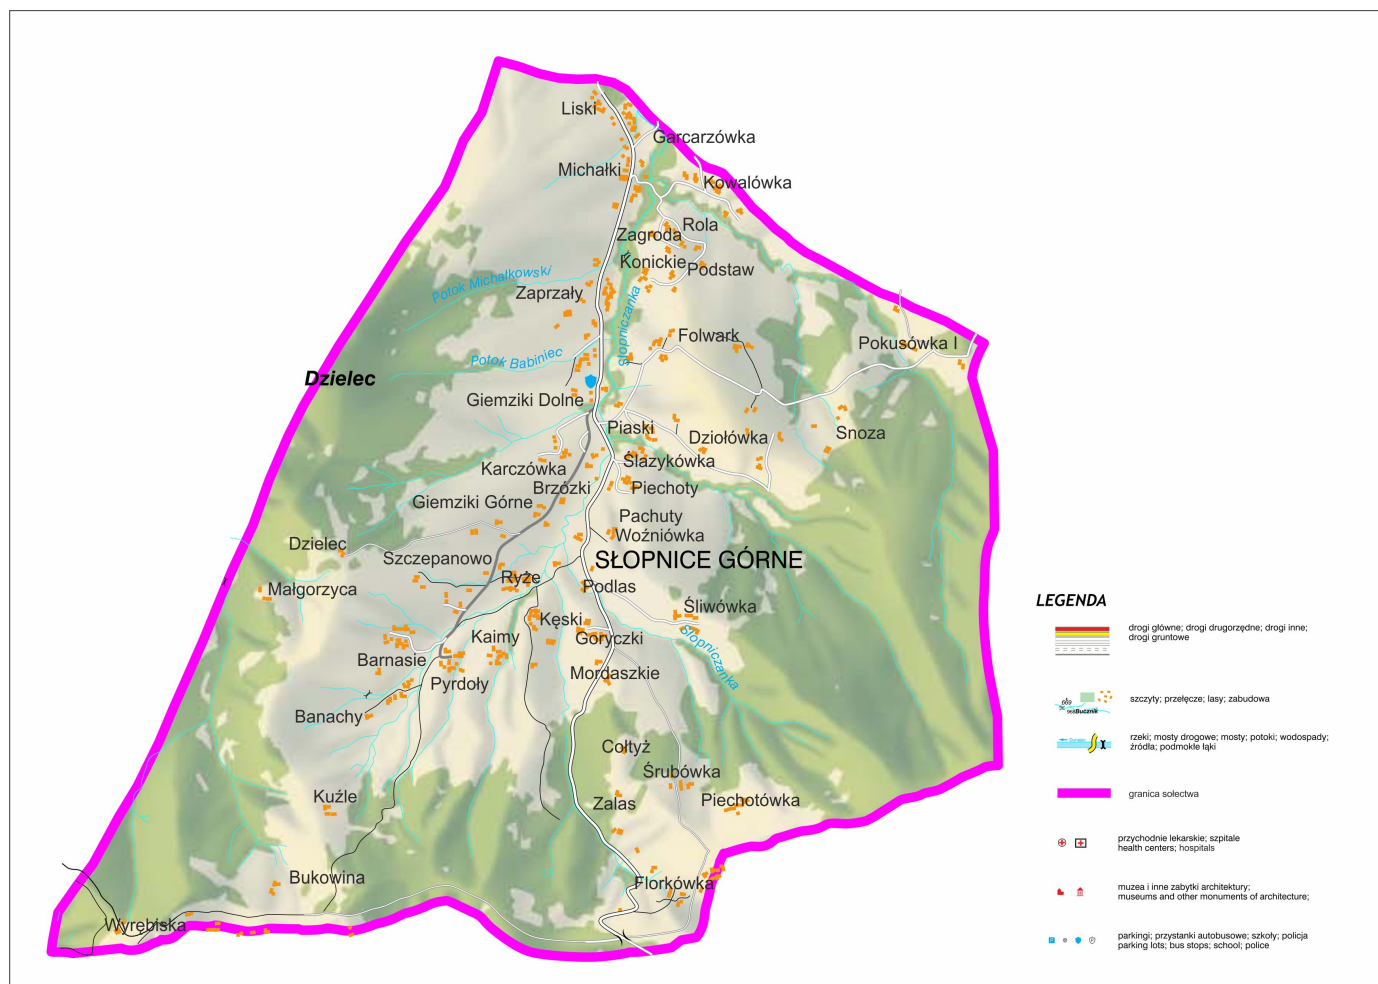 Liski
Garcarzówka
Michałki
Kowalówka
Rola
Zagroda
Konickie
Podstaw
Potok Michałkowski
Zaprzały
słopniczanka
Folwark
Pokusówka I
Potok Babiniec
Dzielec
Giemziki Dolne
Piaski
Dziołówka
Snoza
Karczówka
Ślazykówka
Brzózki
Piechoty
Giemziki Górne
Pachuty
Woźniówka
Dzielec
Szczepanowo
SŁOPNICE GÓRNE
Ryże
Podlas
Małgorzyca
Śliwówka
Kęski
Kaimy
Goryczki
Słopniczanka
Barnasie
Mordaszkie
Pyrdoły
Banachy
Cołtyż
Śrubówka
Kuźle
Zalas
Piechotówka
Bukowina
Florkówka
Wyrębiska
LEGENDA
drogi główne; drogi drugorzędne; drogi inne;
drogi gruntowe
669
968Bucznik
szczyty; przełęcze; lasy; zabudowa
rzeki; mosty drogowe; mosty; potoki; wodospady;
źródła; podmokłe łąki
granica sołectwa
przychodnie lekarskie; szpitale
health centers; hospitals
muzea i inne zabytki architektury;
museums and other monuments of architecture;
parkingi; przystanki autobusowe; szkoły; policja
parking lots; bus stops; school; police